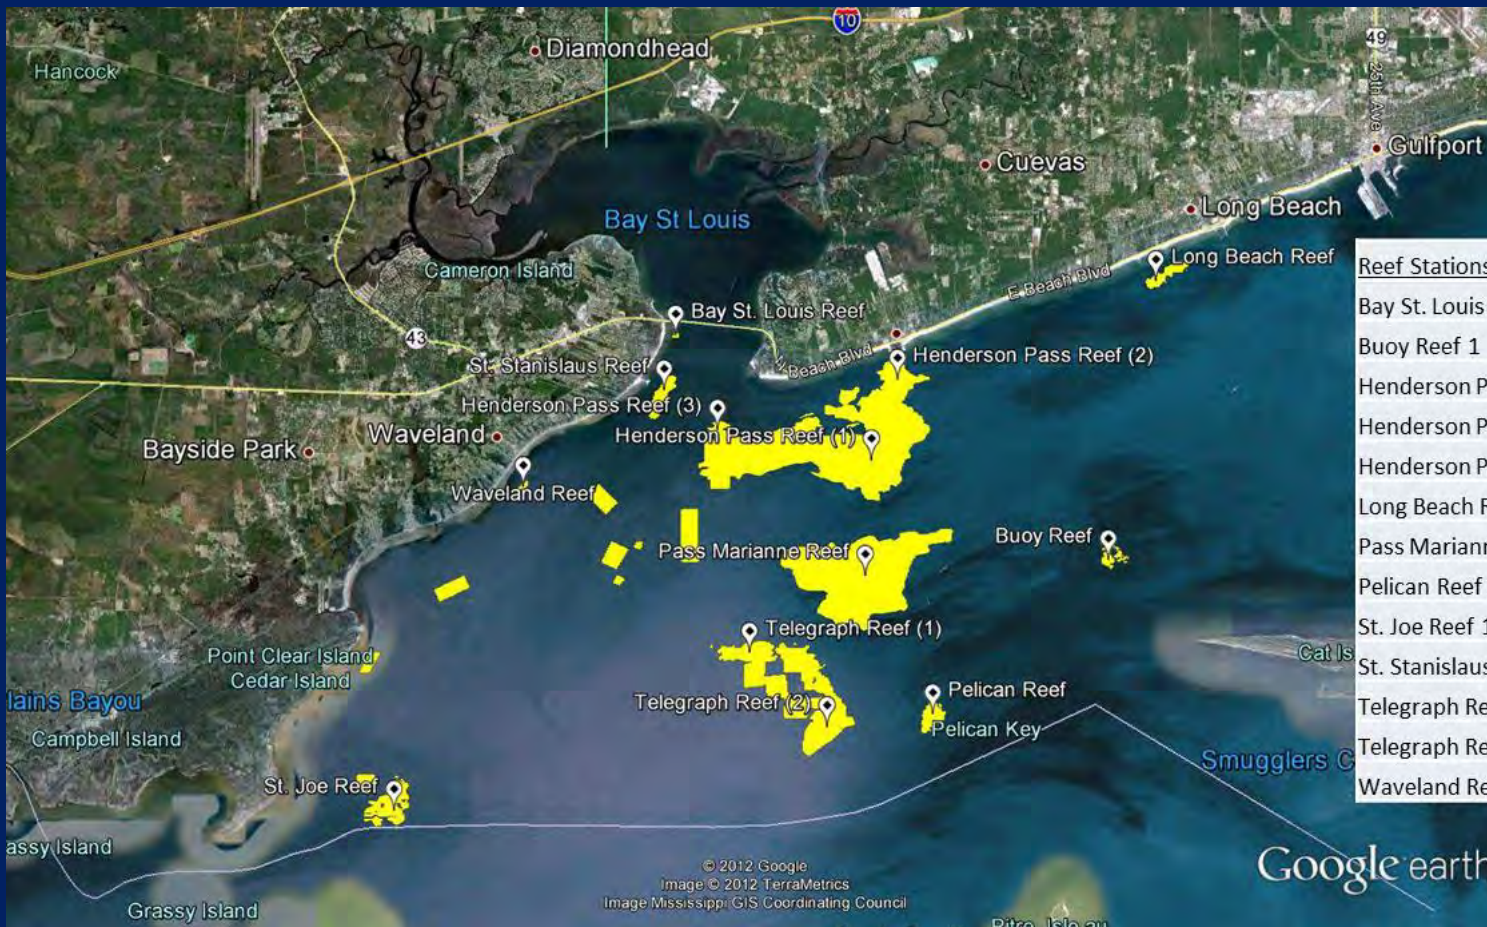 10
49
Diamondhead
Hancock
25th Ave
Gulfport
Cuevas
Bay St Louis
Long Beach
Cameron Island
Long Beach Reef
E Beach Blvd
Bay St. Louis Reef
43
W Beach Blvd
Henderson Pass Reef (2)
St. Stanislaus Reef
Henderson Pass Reef (3)
Waveland
Henderson Pass Reef (1)
Bayside Park
Waveland Reef
Buoy Reef
Pass Marianne Reef
Telegraph Reef (1)
Point Clear Island
Cedar Island
Cat Is
lains Bayou
Pelican Reef
Telegraph Reef (2)
Campbell Island
Pelican Key
Smugglers C
St. Joe Reef
assy Island
Grassy Island
© 2012 Google
Image © 2012 TerraMetrics
Image Mississippi GIS Coordinating Council
Google earth
Reef Stations
Bay St. Louis
Buoy Reef 1
Henderson P
Henderson P
Henderson P
Long Beach R
Pass Mariann
Pelican Reef
St. Joe Reef 1
St. Stanislaus
Telegraph Re
Telegraph Re
Waveland Re